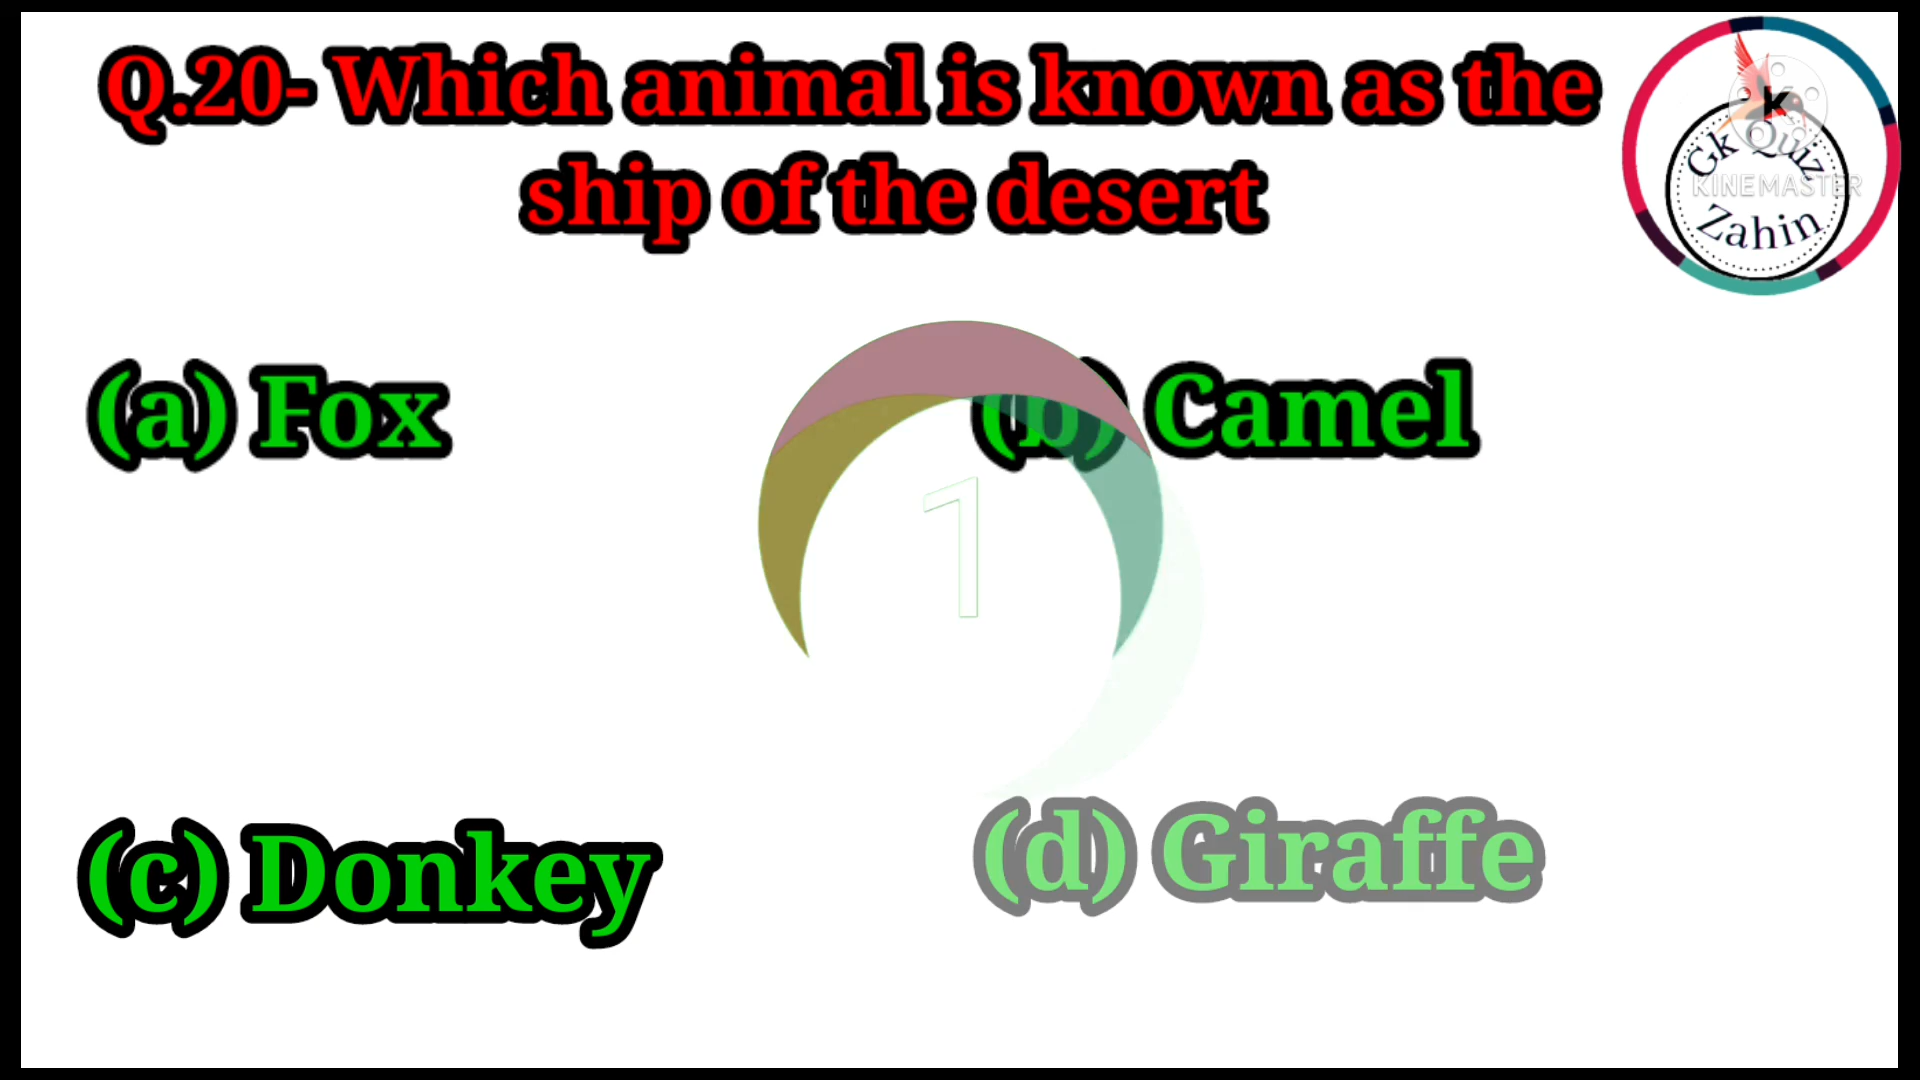 Q.20- Which animal is known as the
ship of the desert
Gk Quiz
KINEMASTER
Zahin
(a) Fox
(b) Camel
1
(c) Donkey
(d) Giraffe